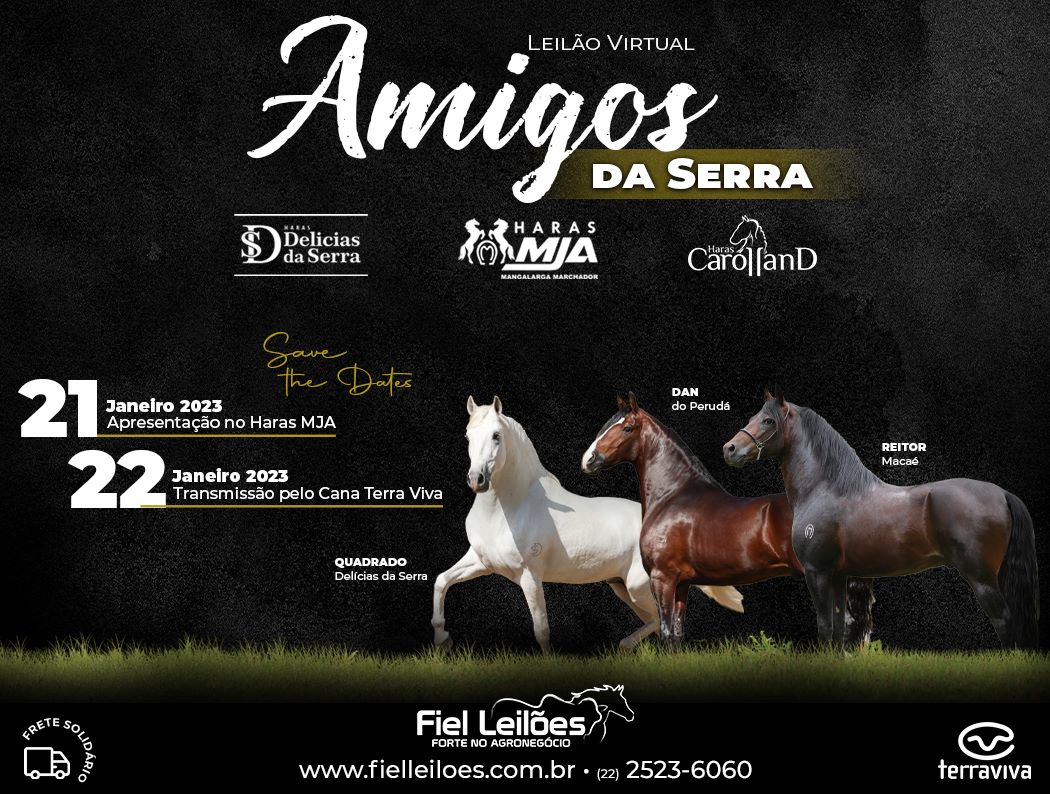 Leilão Virtual
Amigos
da Serra
HARAS
SD Delicias
da Serra
HARAS
MJA
MANGALARGA MARCHADOR
Haras
CarollanD
Save
the Dates
21 Janeiro 2023
Apresentação no Haras MJA
22 Janeiro 2023
Transmissão pelo Cana Terra Viva
DAN
do Perudá
REITOR
Macaé
QUADRADO
Delícias da Serra
FRETE SOLIDÁRIO
Fiel Leilões
FORTE NO AGRONEGÓCIO
www.fielleiloes.com.br • (22) 2523-6060
terraviva